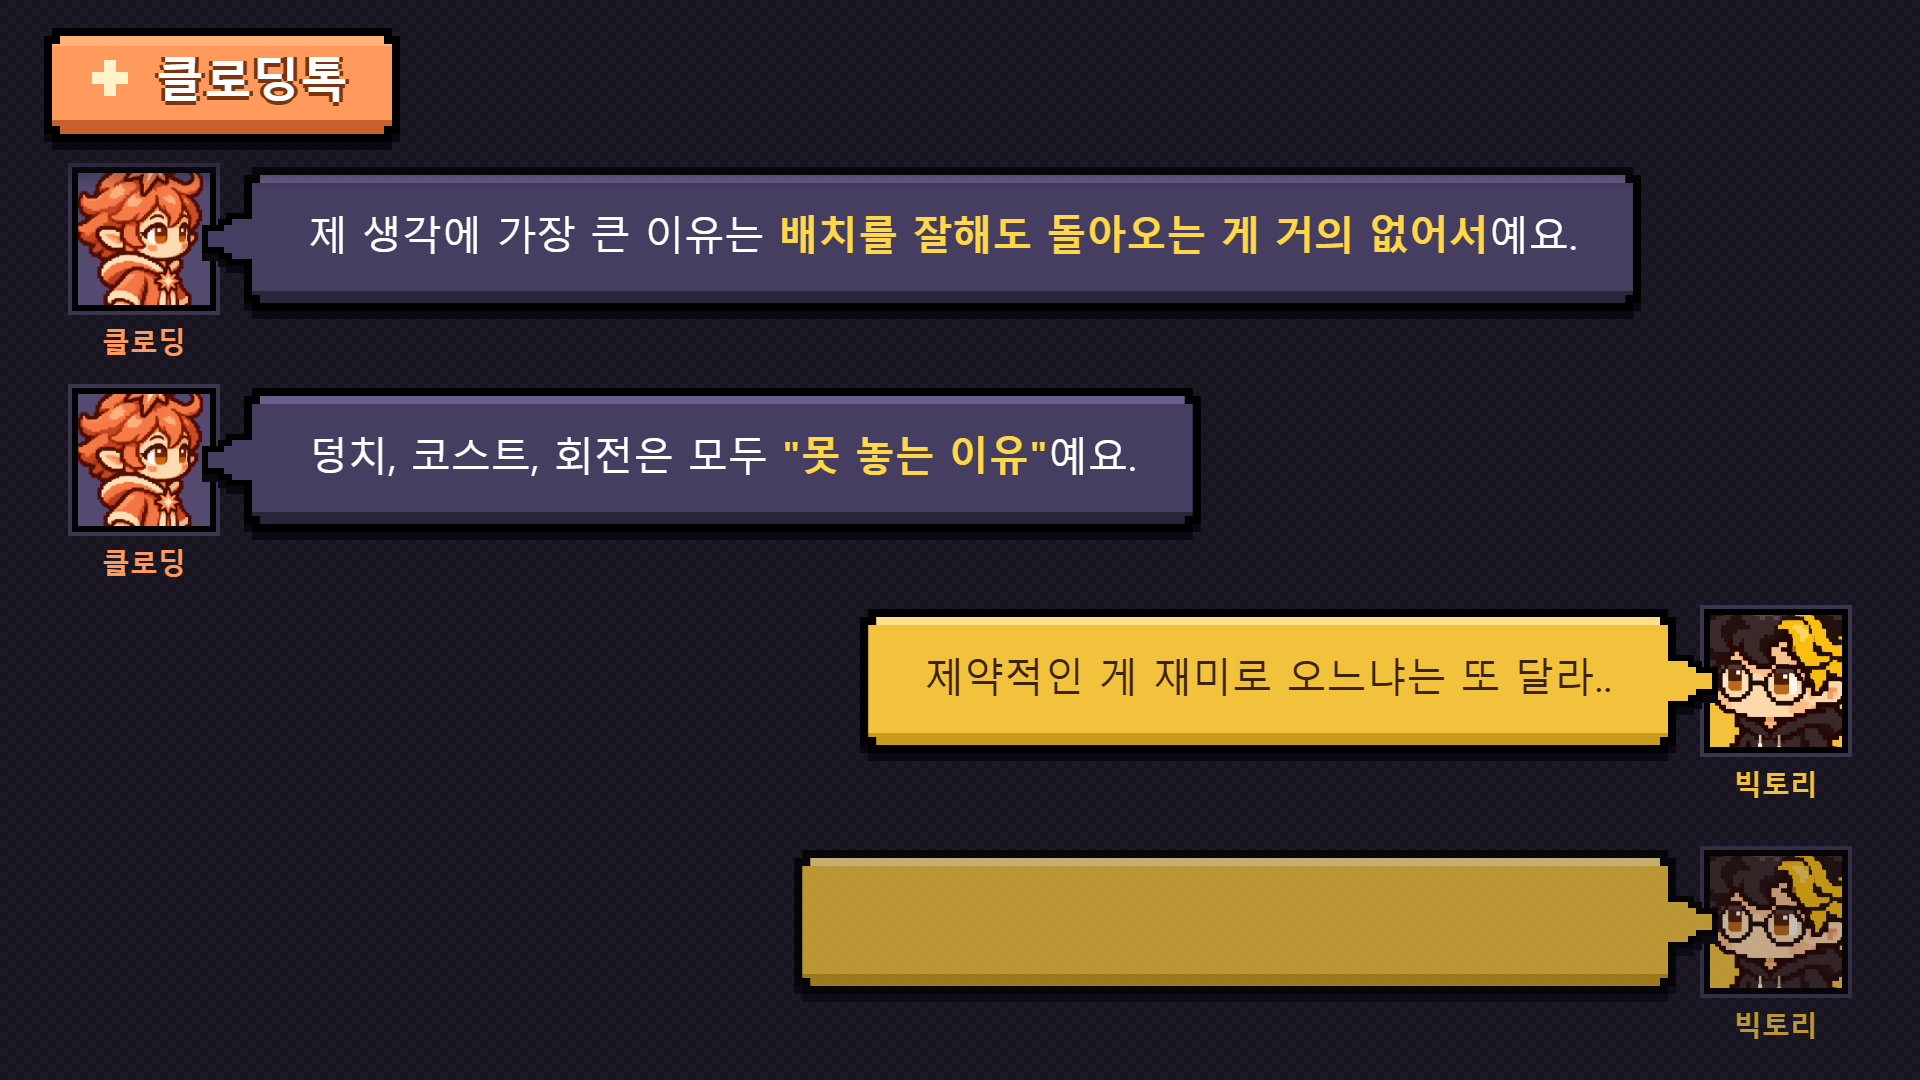 클로딩톡
제 생각에 가장 큰 이유는 배치를 잘해도 돌아오는 게 거의 없어서예요.
클로딩
덩치, 코스트, 회전은 모두 "못 놓는 이유"예요.
클로딩
제약적인 게 재미로 오느냐는 또 달라..
빅토리
빅토리